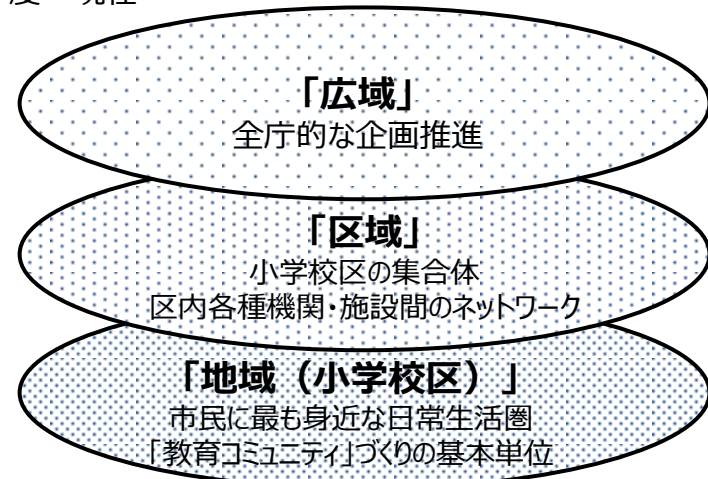 「広域」
全庁的な企画推進
「区域」
小学校区の集合体
区内各種機関・施設間のネットワーク
「地域（小学校区）」
市民に最も身近な日常生活圏
「教育コミュニティ」づくりの基本単位